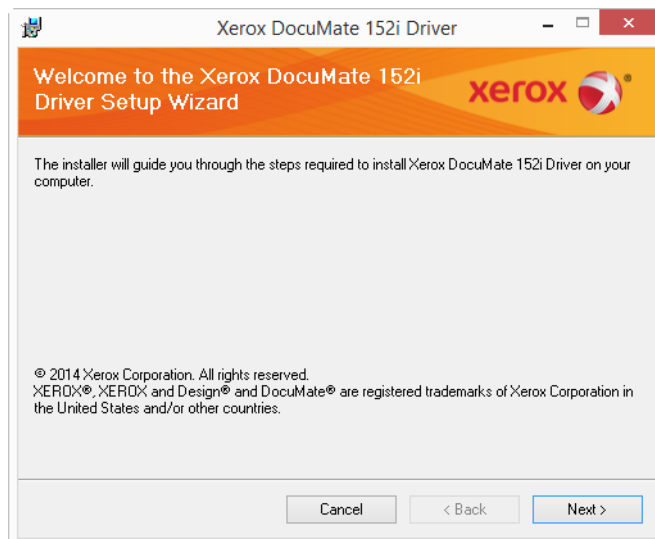 Xerox DocuMate 152i Driver
Welcome to the Xerox DocuMate 152i
Driver Setup Wizard
xerox ®
The installer will guide you through the steps required to install Xerox DocuMate 152i Driver on your
computer.
© 2014 Xerox Corporation. All rights reserved.
XEROX®, XEROX and Design® and DocuMate® are registered trademarks of Xerox Corporation in
the United States and/or other countries.
Cancel < Back Next >